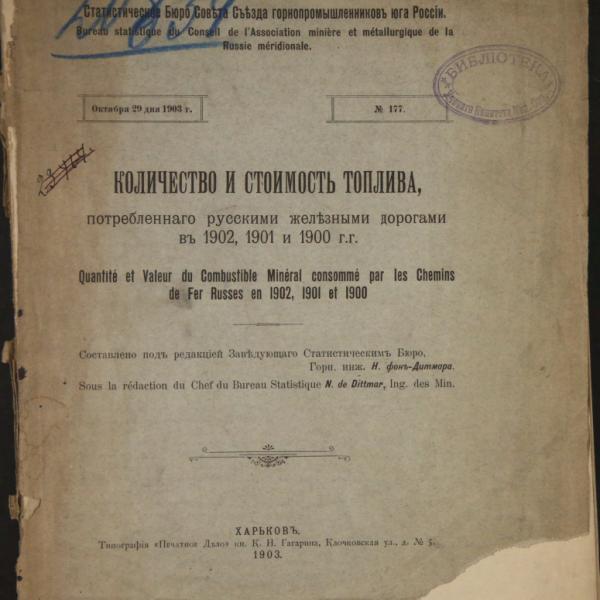 Статистическое Бюро Совѣта Съѣзда горнопромышленниковъ юга Россіи.
Bureau statistique du Conseil de l'Association minière et métallurgique de la
Russie méridionale.
БИБЛІОТЕКА
Октября 29 дня 1903 г.
№ 177.
КОЛИЧЕСТВО И СТОИМОСТЬ ТОПЛИВА,
потребленнаго русскими желѣзными дорогами
въ 1902, 1901 и 1900 г.г.
Quantité et Valeur du Combustible Minéral consommé par les Chemins
de Fer Russes en 1902, 1901 et 1900
Составлено подъ редакціей Завѣдующаго Статистическимъ Бюро,
Горн. инж. Н. фонъ-Дитмара.
Sous la rédaction du Chef du Bureau Statistique N. de Dittmar, Ing. des Min.
ХАРЬКОВЪ.
Типографія «Печатное Дѣло» кн. К. Н. Гагарина, Клочковская ул., д. № 5.
1903.